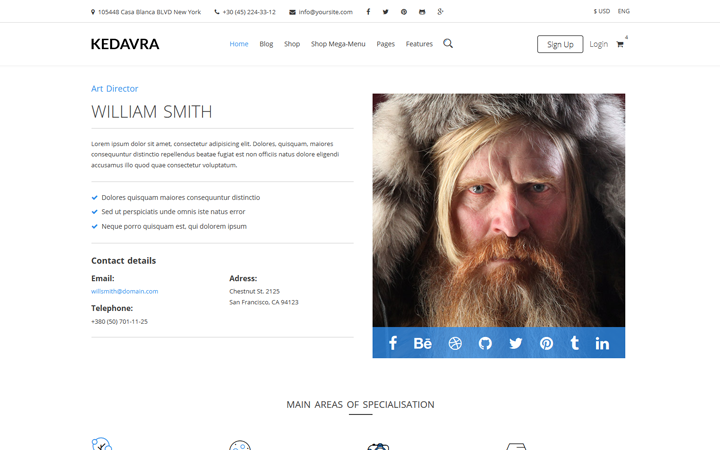 105448 Casa Blanca BLVD New York +30 (45) 224-33-12 info@yoursite.com $ USD ENG
KEDAVRA Home Blog Shop Shop Mega-Menu Pages Features Sign Up Login 4
Art Director
WILLIAM SMITH
Lorem ipsum dolor sit amet, consectetur adipisicing elit. Dolores, quisquam, maiores
consequuntur distinctio repellendus beatae fugiat est non officiis natus dolore eligendi
accusamus illo quod quae consectetur voluptatum.
Dolores quisquam maiores consequuntur distinctio
Sed ut perspiciatis unde omnis iste natus error
Neque porro quisquam est, qui dolorem ipsum
Contact details
Email: Adress:
willsmith@domain.com Chestnut St. 2125
San Francisco, CA 94123
Telephone:
+380 (50) 701-11-25
MAIN AREAS OF SPECIALISATION